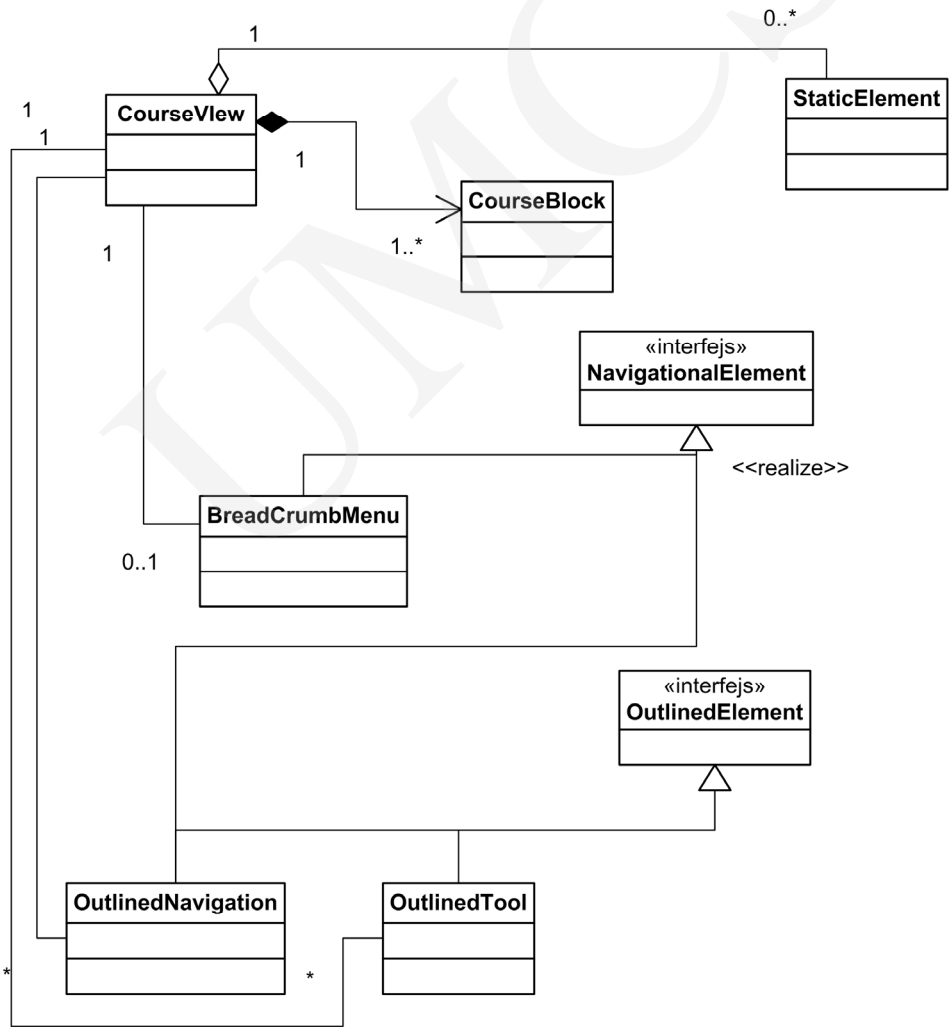 1
0..*
CourseVIew
StaticElement
1
1
1
CourseBlock
1
1..*
«interfejs»
NavigationalElement
<<realize>>
BreadCrumbMenu
0..1
«interfejs»
OutlinedElement
OutlinedNavigation
OutlinedTool
*
*
UMCS